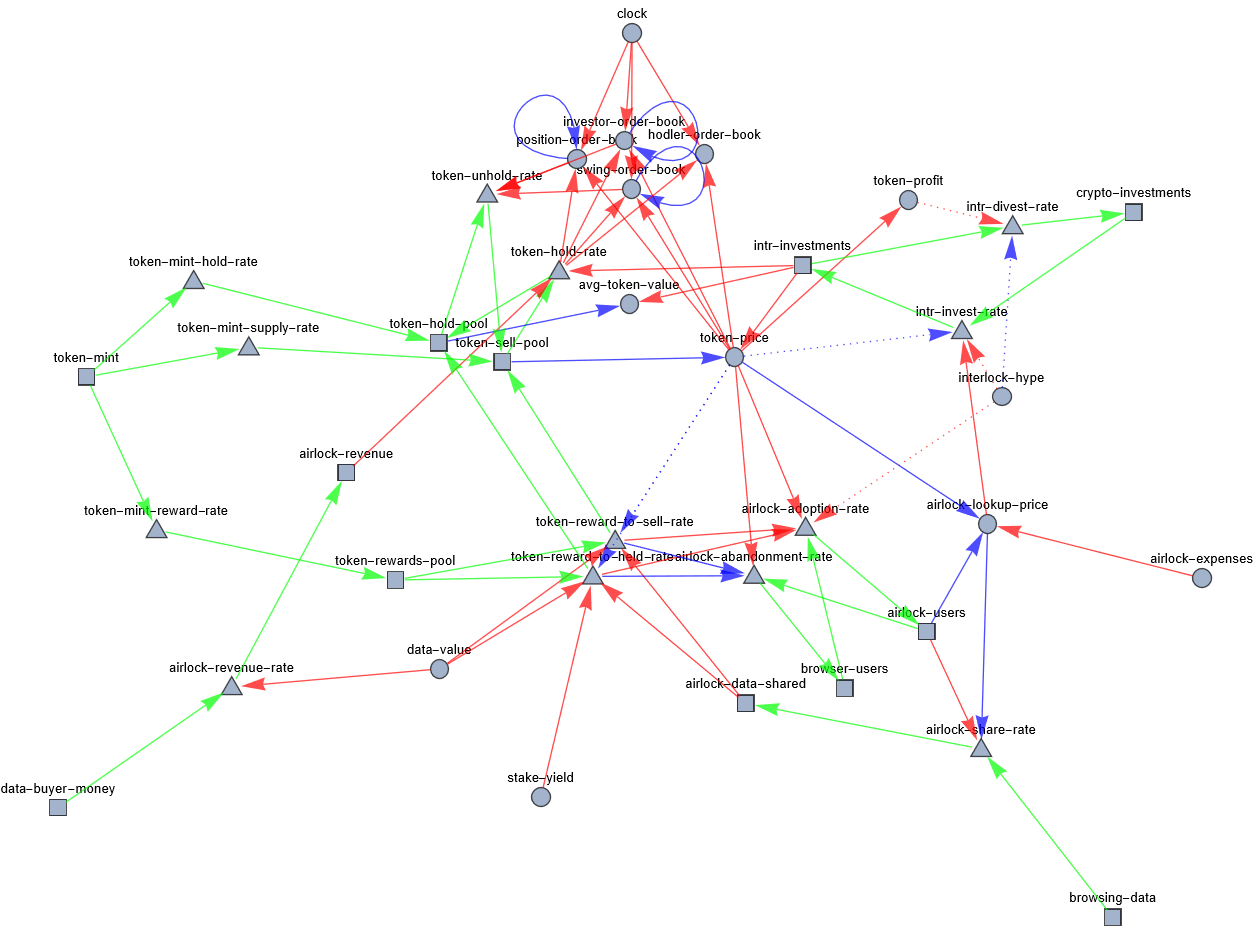 clock
investor-order-book
hodler-order-book
position-order-book
swing-order-book
token-unhold-rate
token-profit
crypto-investments
intr-divest-rate
token-hold-rate
intr-investments
token-mint-hold-rate
avg-token-value
intr-invest-rate
token-hold-pool
token-mint-supply-rate
token-sell-pool
token-price
token-mint
interlock-hype
airlock-revenue
airlock-lookup-price
token-mint-reward-rate
airlock-adoption-rate
token-reward-to-sell-rate
token-reward-to-hold-rate
airlock-abandonment-rate
token-rewards-pool
airlock-expenses
airlock-users
data-value
airlock-revenue-rate
browser-users
airlock-data-shared
airlock-share-rate
stake-yield
data-buyer-money
browsing-data